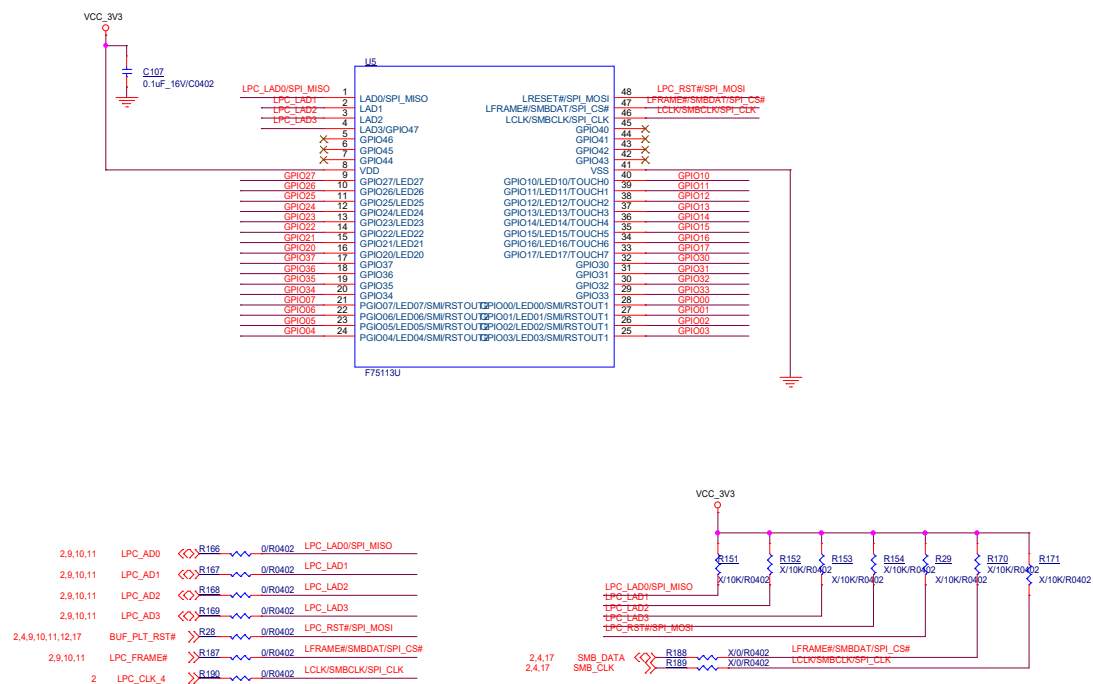 VCC_3V3
C107
0.1uF_16V/C0402
U5
LPC_LAD0/SPI_MISO 1 LAD0/SPI_MISO LRESET#/SPI_MOSI 48 LPC_RST#/SPI_MOSI
LPC_LAD1 2 LAD1 LFRAME#/SMBDAT/SPI_CS# 47 LFRAME#/SMBDAT/SPI_CS#
LPC_LAD2 3 LAD2 LCLK/SMBCLK/SPI_CLK 46 LCLK/SMBCLK/SPI_CLK
LPC_LAD3 4 LAD3/GPIO47 GPIO40 45
5 GPIO46 GPIO41 44
6 GPIO45 GPIO42 43
7 GPIO44 GPIO43 42
8 VDD VSS 41
GPIO27 9 GPIO27/LED27 GPIO10/LED10/TOUCH0 40 GPIO10
GPIO26 10 GPIO26/LED26 GPIO11/LED11/TOUCH1 39 GPIO11
GPIO25 11 GPIO25/LED25 GPIO12/LED12/TOUCH2 38 GPIO12
GPIO24 12 GPIO24/LED24 GPIO13/LED13/TOUCH3 37 GPIO13
GPIO23 13 GPIO23/LED23 GPIO14/LED14/TOUCH4 36 GPIO14
GPIO22 14 GPIO22/LED22 GPIO15/LED15/TOUCH5 35 GPIO15
GPIO21 15 GPIO21/LED21 GPIO16/LED16/TOUCH6 34 GPIO16
GPIO20 16 GPIO20/LED20 GPIO17/LED17/TOUCH7 33 GPIO17
GPIO37 17 GPIO37 GPIO30 32 GPIO30
GPIO36 18 GPIO36 GPIO31 31 GPIO31
GPIO35 19 GPIO35 GPIO32 30 GPIO32
GPIO34 20 GPIO34 GPIO33 29 GPIO33
GPIO07 21 PGIO07/LED07/SMI/RSTOUT2 GPIO00/LED00/SMI/RSTOUT1 28 GPIO00
GPIO06 22 PGIO06/LED06/SMI/RSTOUT2 GPIO01/LED01/SMI/RSTOUT1 27 GPIO01
GPIO05 23 PGIO05/LED05/SMI/RSTOUT2 GPIO02/LED02/SMI/RSTOUT1 26 GPIO02
GPIO04 24 PGIO04/LED04/SMI/RSTOUT2 GPIO03/LED03/SMI/RSTOUT1 25 GPIO03
F75113U
2,9,10,11 LPC_AD0 R166 0/R0402 LPC_LAD0/SPI_MISO
2,9,10,11 LPC_AD1 R167 0/R0402 LPC_LAD1
2,9,10,11 LPC_AD2 R168 0/R0402 LPC_LAD2
2,9,10,11 LPC_AD3 R169 0/R0402 LPC_LAD3
2,4,9,10,11,12,17 BUF_PLT_RST# R28 0/R0402 LPC_RST#/SPI_MOSI
2,9,10,11 LPC_FRAME# R187 0/R0402 LFRAME#/SMBDAT/SPI_CS#
2 LPC_CLK_4 R190 0/R0402 LCLK/SMBCLK/SPI_CLK
VCC_3V3
R151 R152 R153 R154 R29 R170 R171
X/10K/R0402 X/10K/R0402 X/10K/R0402 X/10K/R0402 X/10K/R0402 X/10K/R0402 X/10K/R0402
LPC_LAD0/SPI_MISO
LPC_LAD1
LPC_LAD2
LPC_LAD3
LPC_RST#/SPI_MOSI
2,4,17 SMB_DATA R188 X/0/R0402 LFRAME#/SMBDAT/SPI_CS#
2,4,17 SMB_CLK R189 X/0/R0402 LCLK/SMBCLK/SPI_CLK